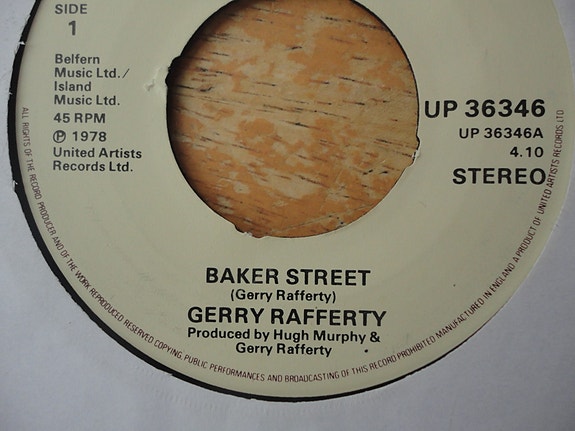 SIDE
1
Belfern
Music Ltd./
Island
Music Ltd.
45 RPM
℗ 1978
United Artists
Records Ltd.
UP 36346
UP 36346A
4.10
STEREO
BAKER STREET
(Gerry Rafferty)
GERRY RAFFERTY
Produced by Hugh Murphy &
Gerry Rafferty
ALL RIGHTS OF THE RECORD PRODUCER AND OF THE WORK REPRODUCED RESERVED COPYING, PUBLIC PERFORMANCES AND BROADCASTING OF THIS RECORD PROHIBITED MANUFACTURED IN ENGLAND. A PRODUCT OF UNITED ARTISTS RECORDS LTD